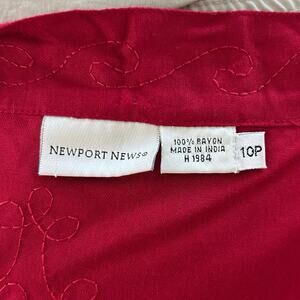 NEWPORT NEWS®
100% RAYON
MADE IN INDIA
H 1984
10P